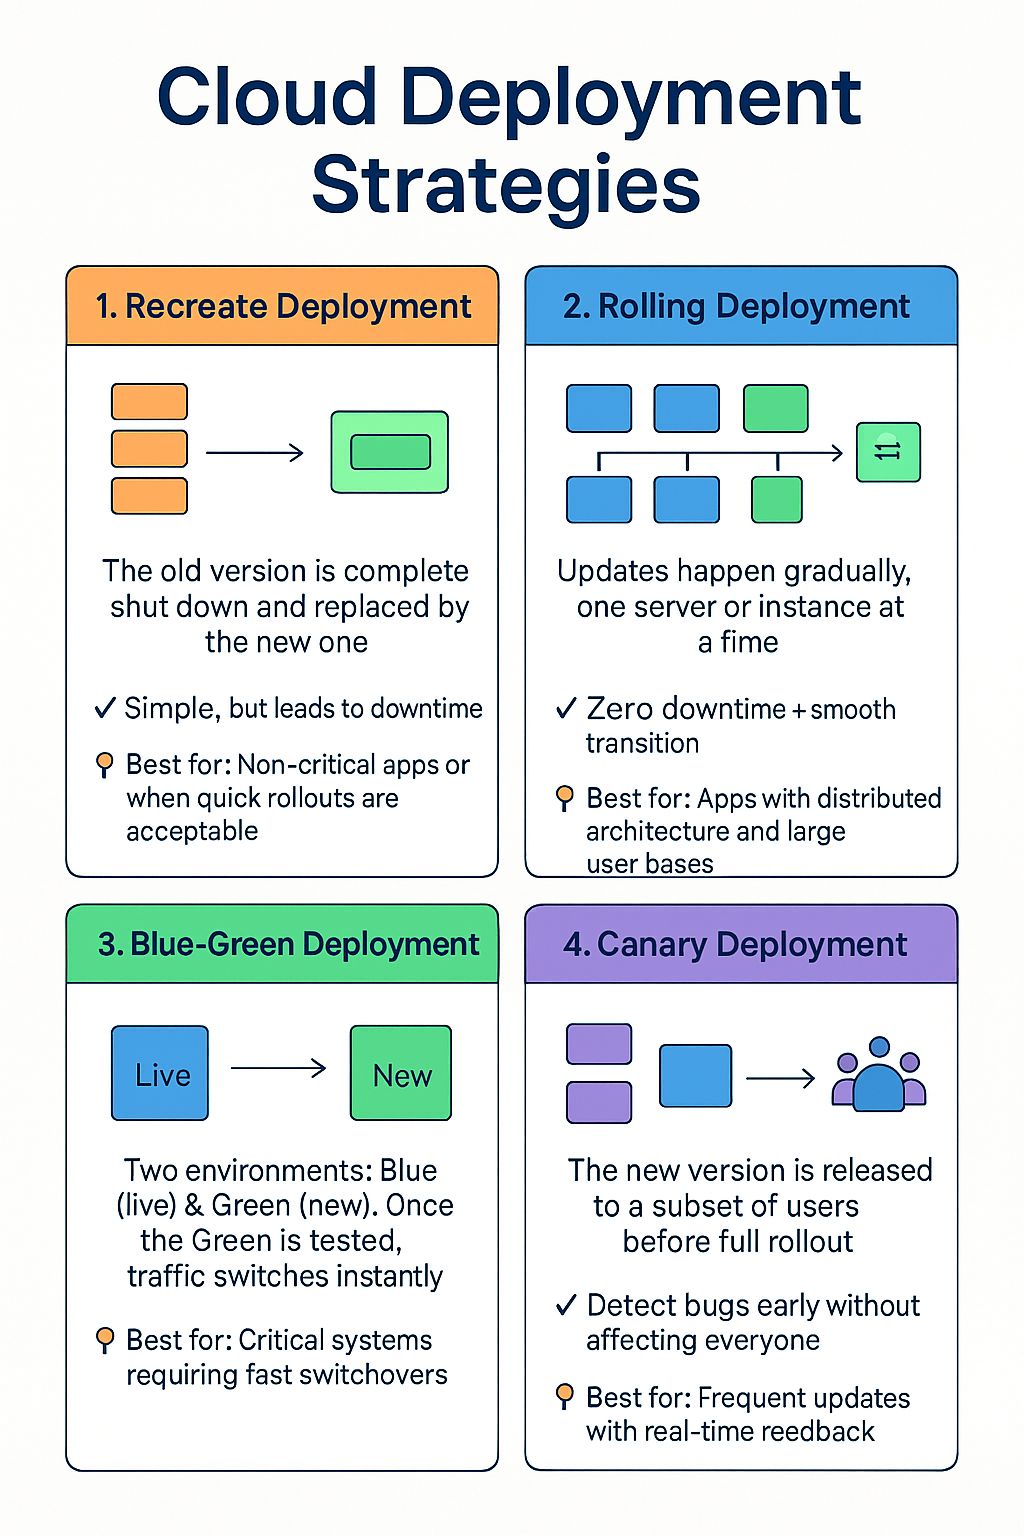 Cloud Deployment
Strategies
1. Recreate Deployment
The old version is complete
shut down and replaced by
the new one
✓ Simple, but leads to downtime
Best for: Non-critical apps or
when quick rollouts are
acceptable
2. Rolling Deployment
Updates happen gradually,
one server or instance at
a fime
✓ Zero downtime + smooth
transition
Best for: Apps with distributed
architecture and large
user bases
3. Blue-Green Deployment
Live
New
Two environments: Blue
(live) & Green (new). Once
the Green is tested,
traffic switches instantly
Best for: Critical systems
requiring fast switchovers
4. Canary Deployment
The new version is released
to a subset of users
before full rollout
✓ Detect bugs early without
affecting everyone
Best for: Frequent updates
with real-time reedback